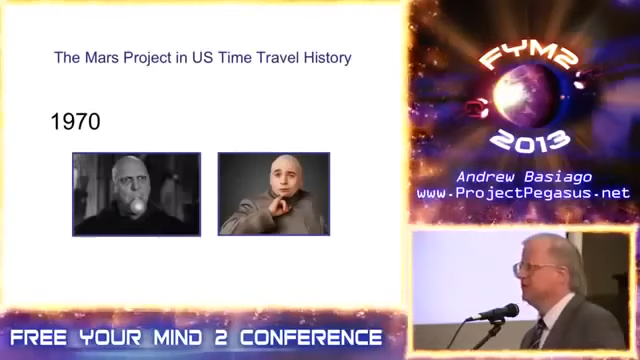 The Mars Project in US Time Travel History
1970
FYM2
2013
Andrew Basiago
www.ProjectPegasus.net
FREE YOUR MIND 2 CONFERENCE